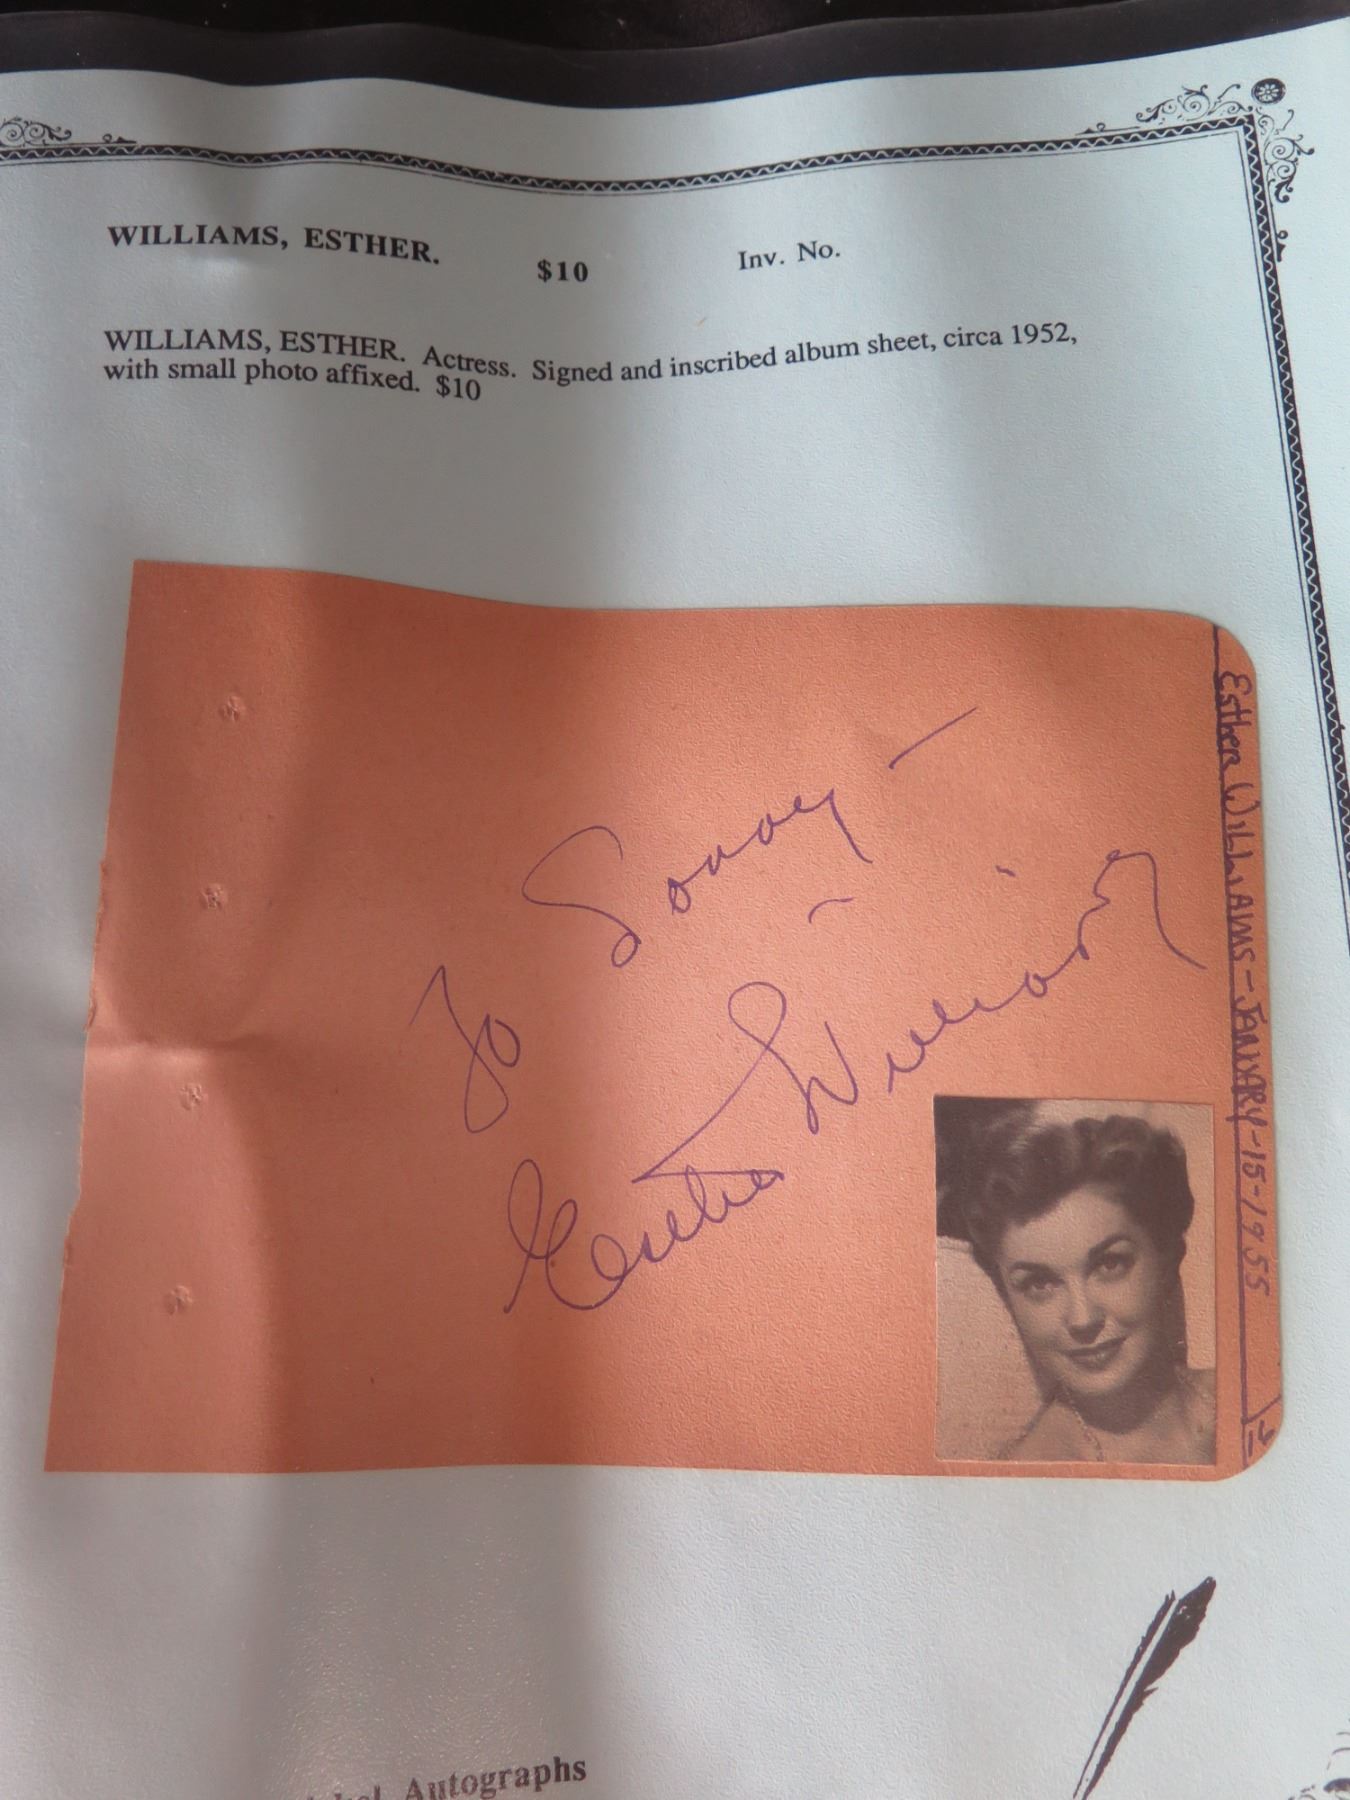 WILLIAMS, ESTHER. $10 Inv. No.
WILLIAMS, ESTHER. Actress. Signed and inscribed album sheet, circa 1952,
with small photo affixed. $10
To Sonny —
Esther Williams
Esther Williams - January - 15 - 1955
Autographs